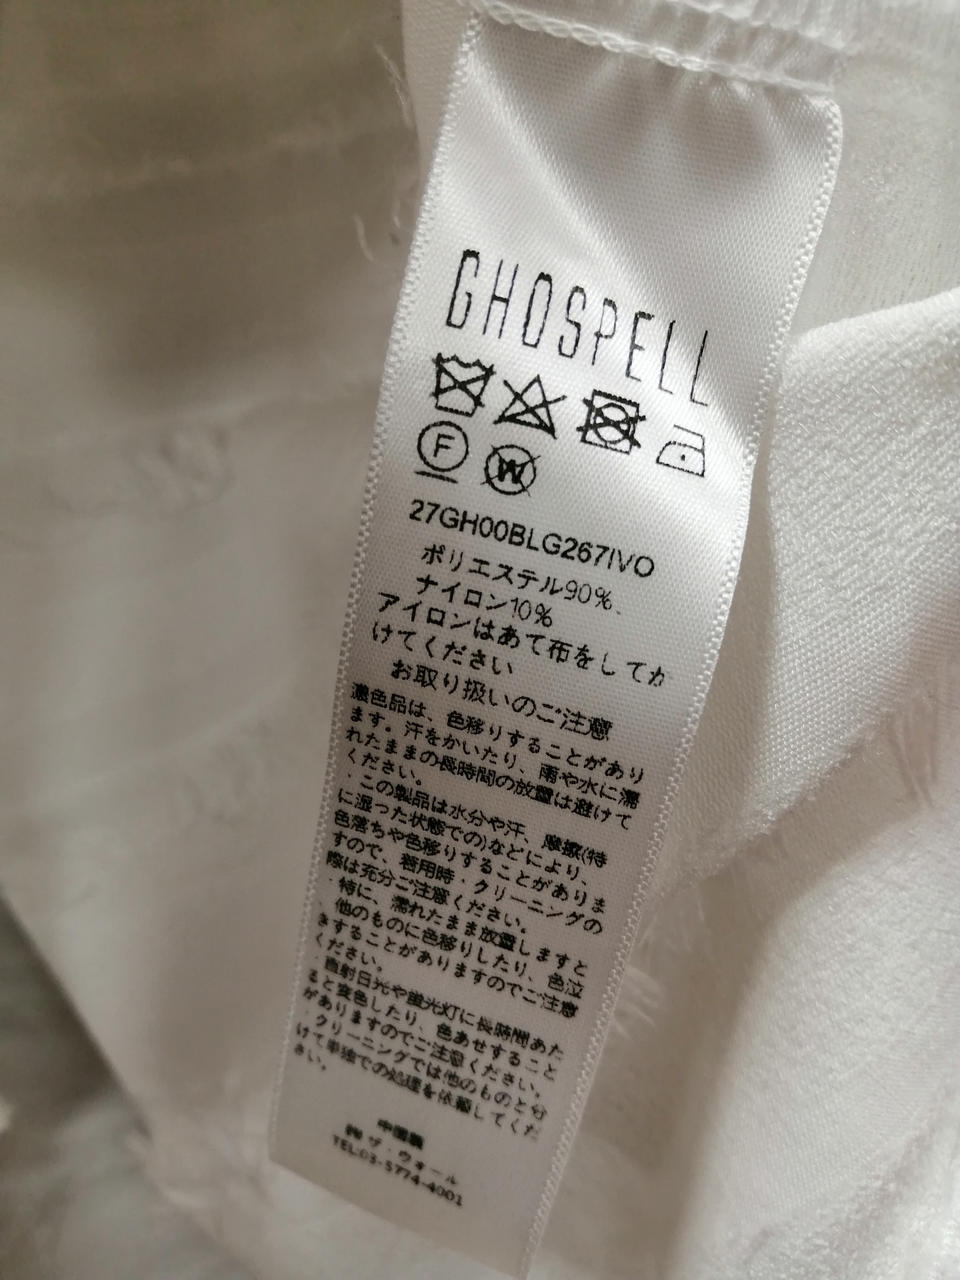 GHOSPELL
F
W
27GH00BLG267IVO
ポリエステル90%
ナイロン10%
アイロンはあて布をしてか
けてください
お取り扱いのご注意
濃色品は、色移りすることがあり
ます。汗をかいたり、雨や水に濡
れたままの長時間の放置は避けて
ください。
・この製品は水分や汗、摩擦(特
に湿った状態での)などにより、
色落ちや色移りすることがありま
すので、着用時・クリーニングの
際は充分ご注意ください。
・特に、濡れたまま放置しますと
、他のものに色移りしたり、色泣
きすることがありますのでご注意
ください。
・直射日光や蛍光灯に長時間あた
ると変色したり、色あせすること
がありますのでご注意ください。
・クリーニングでは他のものと分
けて単独での処理を依頼してくだ
さい。
中国製
㈱ザ・ウォール
TEL:03-5774-4001